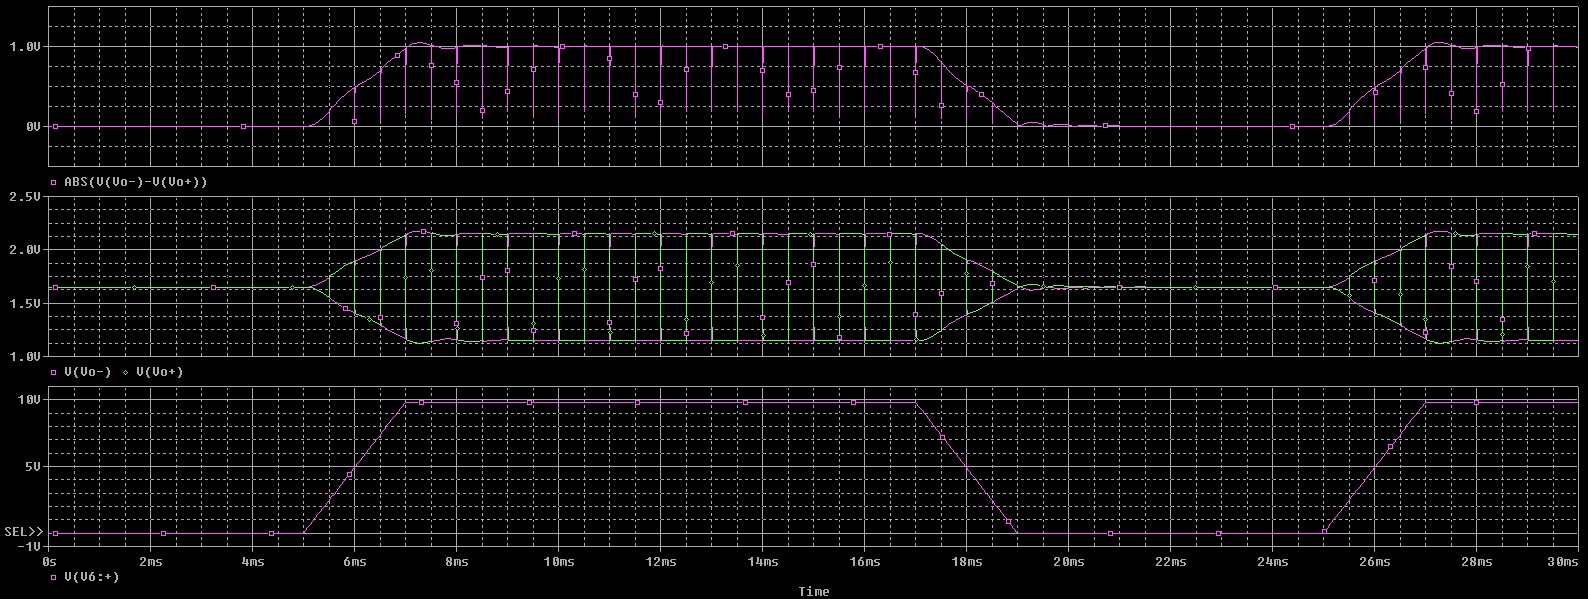 1.0V
0V
ABS(V(Vo-)-V(Vo+))
2.5V
2.0V
1.5V
1.0V
V(Vo-) V(Vo+)
10V
5V
SEL>>
-1V
0s 2ms 4ms 6ms 8ms 10ms 12ms 14ms 16ms 18ms 20ms 22ms 24ms 26ms 28ms 30ms
V(V6:+)
Time